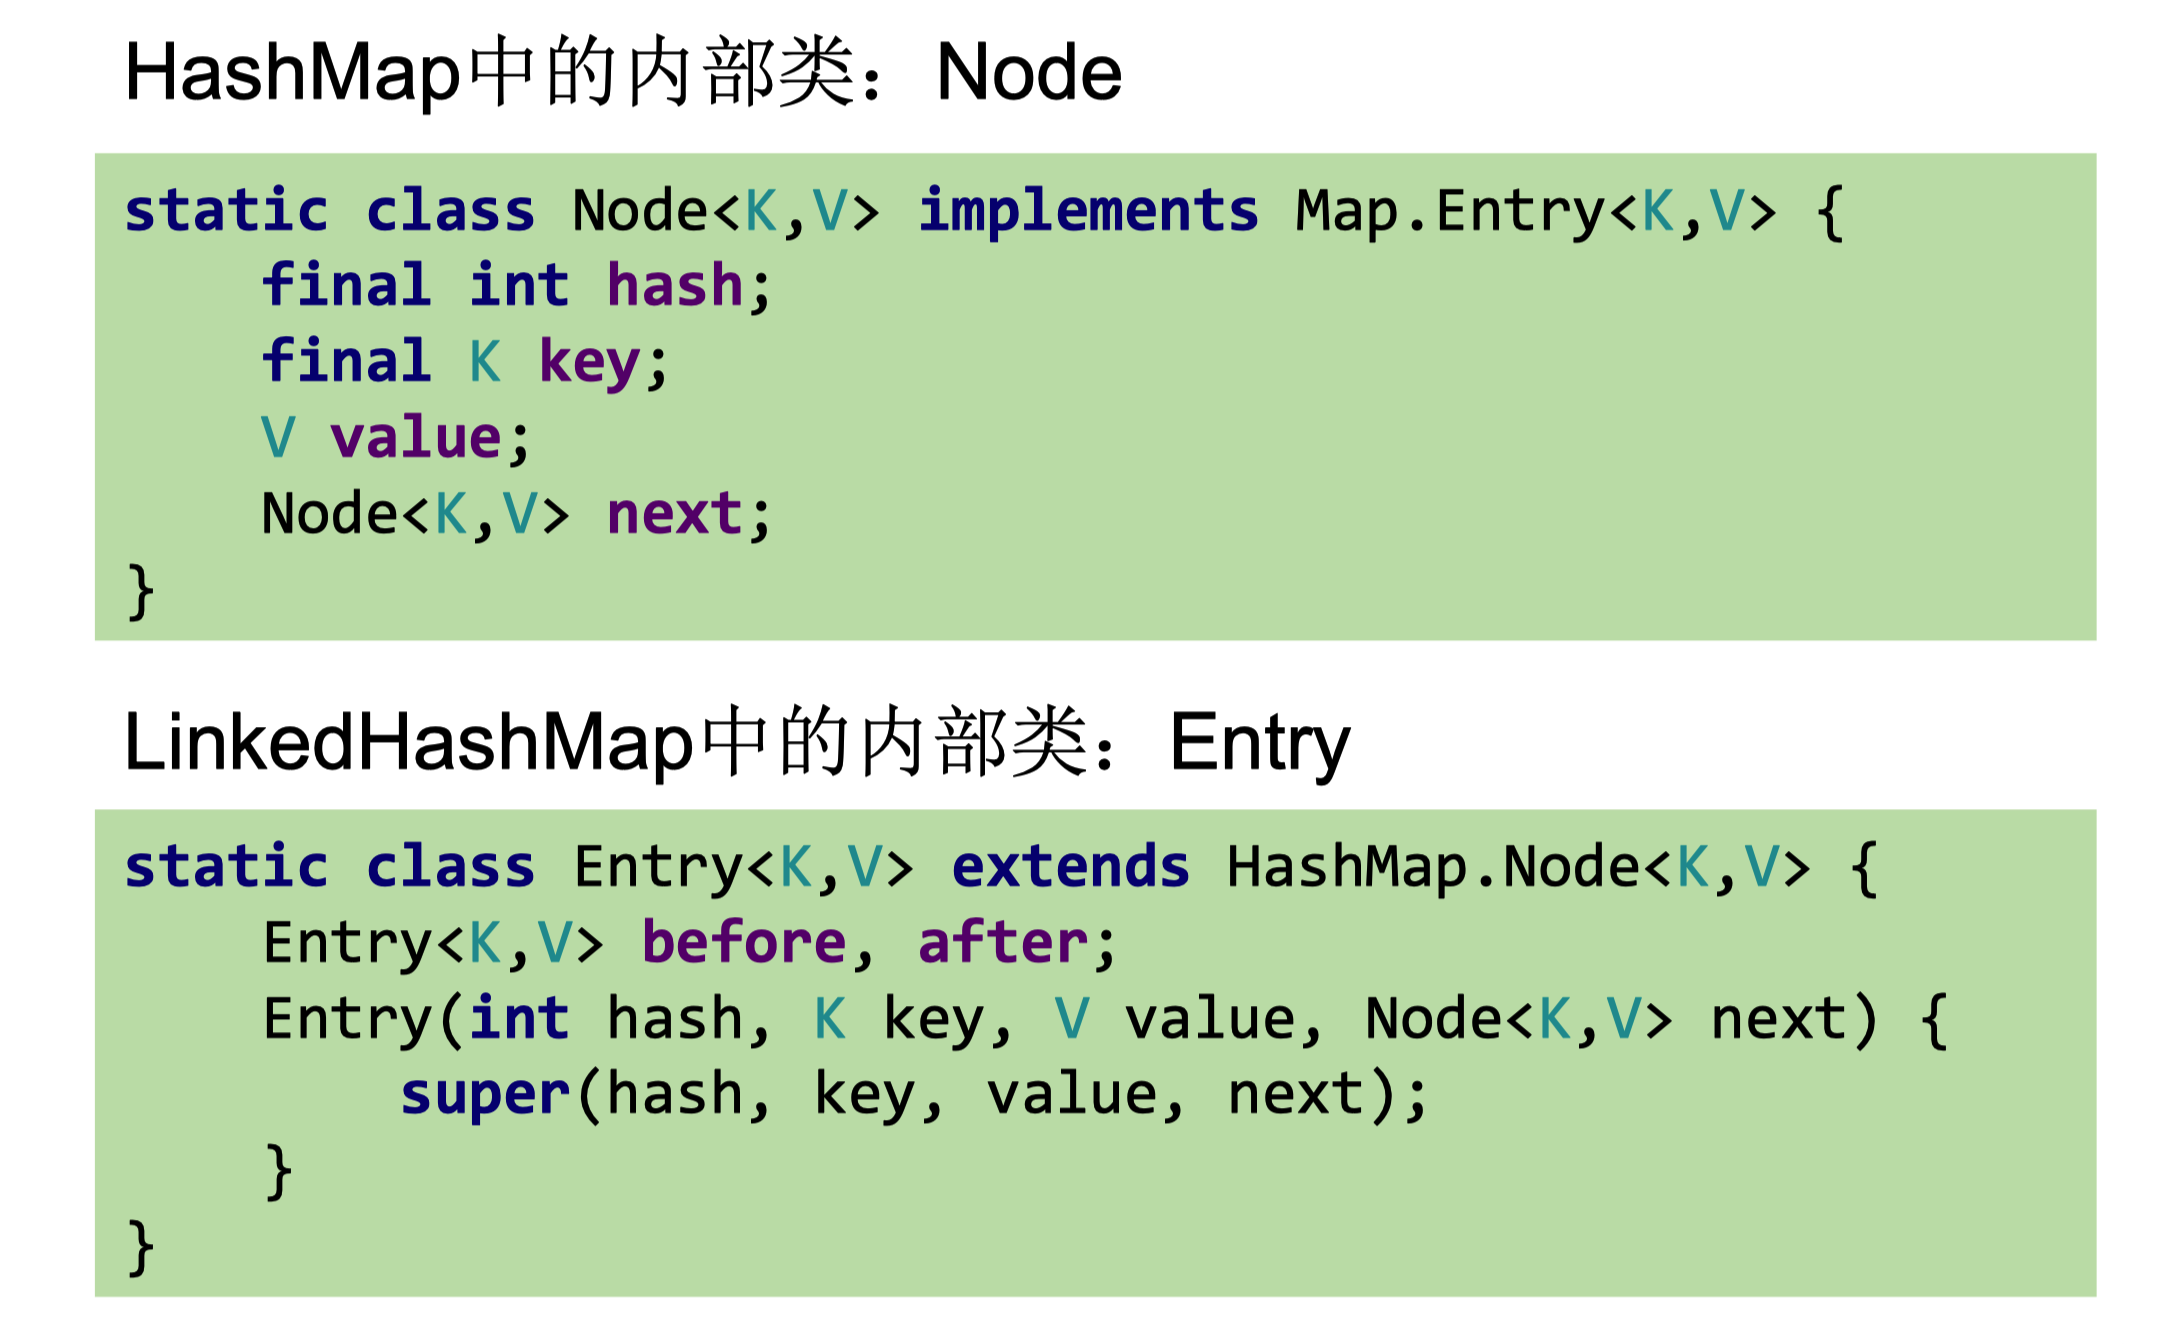 HashMap中的内部类：Node
static class Node<K,V> implements Map.Entry<K,V> {
    final int hash;
    final K key;
    V value;
    Node<K,V> next;
}
LinkedHashMap中的内部类：Entry
static class Entry<K,V> extends HashMap.Node<K,V> {
    Entry<K,V> before, after;
    Entry(int hash, K key, V value, Node<K,V> next) {
        super(hash, key, value, next);
    }
}